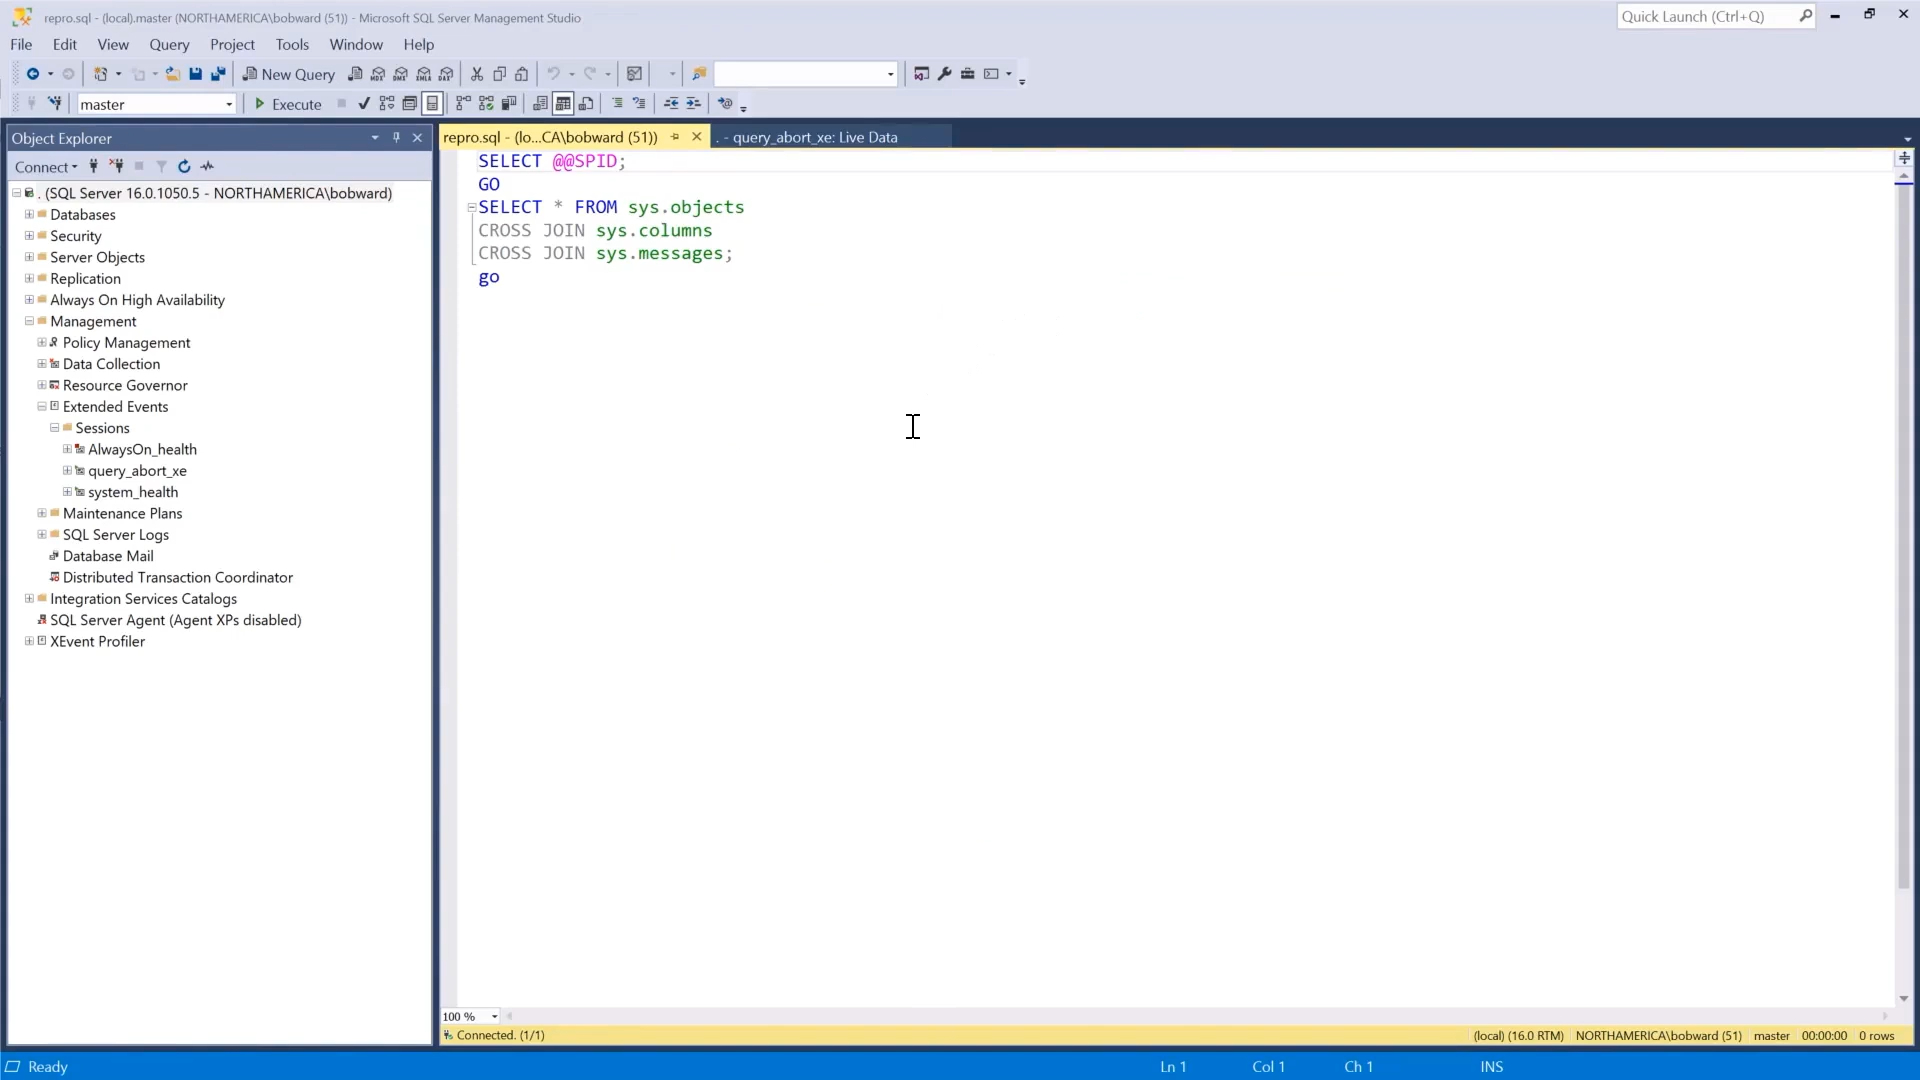 repro.sql - (local).master (NORTHAMERICA\bobward (51)) - Microsoft SQL Server Management Studio
Quick Launch (Ctrl+Q)
File Edit View Query Project Tools Window Help
New Query
master
Execute
Object Explorer
repro.sql - (lo...CA\bobward (51))
. - query_abort_xe: Live Data
Connect
. (SQL Server 16.0.1050.5 - NORTHAMERICA\bobward)
Databases
Security
Server Objects
Replication
Always On High Availability
Management
Policy Management
Data Collection
Resource Governor
Extended Events
Sessions
AlwaysOn_health
query_abort_xe
system_health
Maintenance Plans
SQL Server Logs
Database Mail
Distributed Transaction Coordinator
Integration Services Catalogs
SQL Server Agent (Agent XPs disabled)
XEvent Profiler
SELECT @@SPID;
GO
SELECT * FROM sys.objects
CROSS JOIN sys.columns
CROSS JOIN sys.messages;
go
100 %
Connected. (1/1)
(local) (16.0 RTM) NORTHAMERICA\bobward (51) master 00:00:00 0 rows
Ready
Ln 1 Col 1 Ch 1 INS